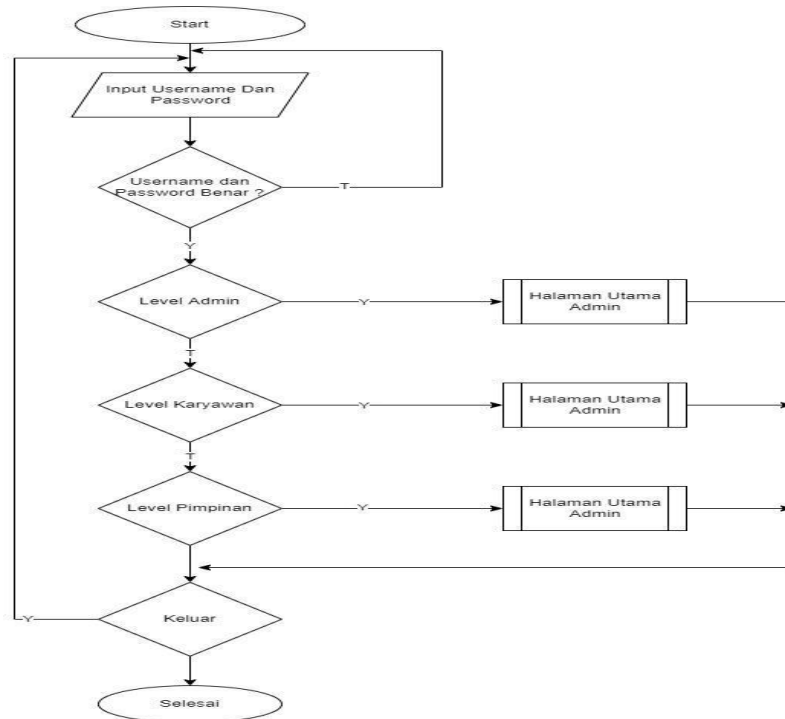 Start
Input Username Dan
Password
Username dan
Password Benar ?
T
Y
Level Admin
Y
Halaman Utama
Admin
T
Level Karyawan
Y
Halaman Utama
Admin
T
Level Pimpinan
Y
Halaman Utama
Admin
Keluar
Y
Selesai